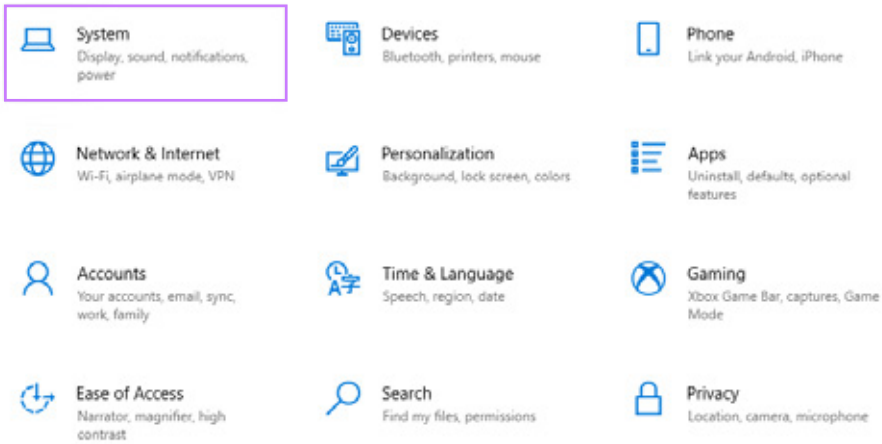 System
Display, sound, notifications,
power
Devices
Bluetooth, printers, mouse
Phone
Link your Android, iPhone
Network & Internet
Wi-Fi, airplane mode, VPN
Personalization
Background, lock screen, colors
Apps
Uninstall, defaults, optional
features
Accounts
Your accounts, email, sync,
work, family
Time & Language
Speech, region, date
Gaming
Xbox Game Bar, captures, Game
Mode
Ease of Access
Narrator, magnifier, high
contrast
Search
Find my files, permissions
Privacy
Location, camera, microphone